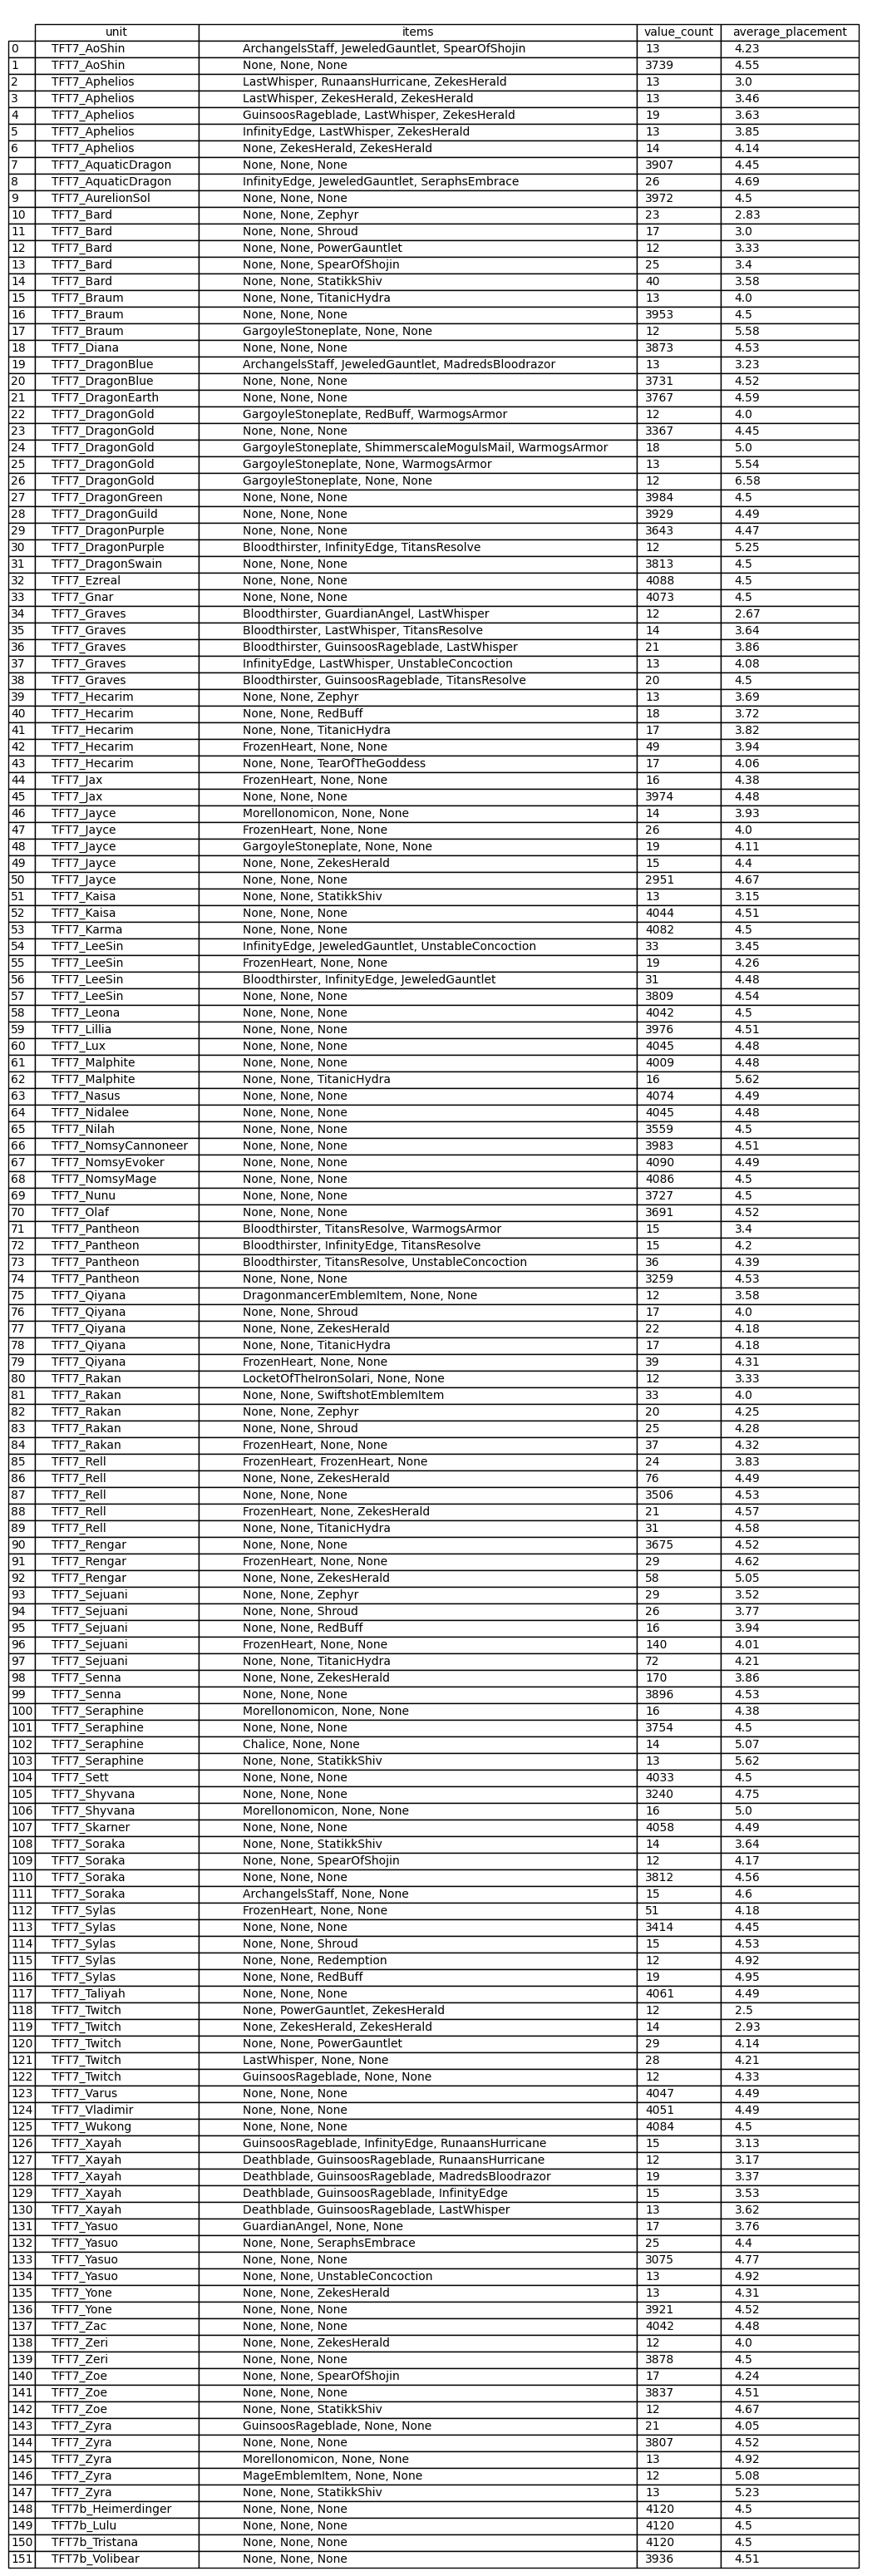 unit items value_count average_placement
0 TFT7_AoShin ArchangelsStaff, JeweledGauntlet, SpearOfShojin 13 4.23
1 TFT7_AoShin None, None, None 3739 4.55
2 TFT7_Aphelios LastWhisper, RunaansHurricane, ZekesHerald 13 3.0
3 TFT7_Aphelios LastWhisper, ZekesHerald, ZekesHerald 13 3.46
4 TFT7_Aphelios GuinsoosRageblade, LastWhisper, ZekesHerald 19 3.63
5 TFT7_Aphelios InfinityEdge, LastWhisper, ZekesHerald 13 3.85
6 TFT7_Aphelios None, ZekesHerald, ZekesHerald 14 4.14
7 TFT7_AquaticDragon None, None, None 3907 4.45
8 TFT7_AquaticDragon InfinityEdge, JeweledGauntlet, SeraphsEmbrace 26 4.69
9 TFT7_AurelionSol None, None, None 3972 4.5
10 TFT7_Bard None, None, Zephyr 23 2.83
11 TFT7_Bard None, None, Shroud 17 3.0
12 TFT7_Bard None, None, PowerGauntlet 12 3.33
13 TFT7_Bard None, None, SpearOfShojin 25 3.4
14 TFT7_Bard None, None, StatikkShiv 40 3.58
15 TFT7_Braum None, None, TitanicHydra 13 4.0
16 TFT7_Braum None, None, None 3953 4.5
17 TFT7_Braum GargoyleStoneplate, None, None 12 5.58
18 TFT7_Diana None, None, None 3873 4.53
19 TFT7_DragonBlue ArchangelsStaff, JeweledGauntlet, MadredsBloodrazor 13 3.23
20 TFT7_DragonBlue None, None, None 3731 4.52
21 TFT7_DragonEarth None, None, None 3767 4.59
22 TFT7_DragonGold GargoyleStoneplate, RedBuff, WarmogsArmor 12 4.0
23 TFT7_DragonGold None, None, None 3367 4.45
24 TFT7_DragonGold GargoyleStoneplate, ShimmerscaleMogulsMail, WarmogsArmor 18 5.0
25 TFT7_DragonGold GargoyleStoneplate, None, WarmogsArmor 13 5.54
26 TFT7_DragonGold GargoyleStoneplate, None, None 12 6.58
27 TFT7_DragonGreen None, None, None 3984 4.5
28 TFT7_DragonGuild None, None, None 3929 4.49
29 TFT7_DragonPurple None, None, None 3643 4.47
30 TFT7_DragonPurple Bloodthirster, InfinityEdge, TitansResolve 12 5.25
31 TFT7_DragonSwain None, None, None 3813 4.5
32 TFT7_Ezreal None, None, None 4088 4.5
33 TFT7_Gnar None, None, None 4073 4.5
34 TFT7_Graves Bloodthirster, GuardianAngel, LastWhisper 12 2.67
35 TFT7_Graves Bloodthirster, LastWhisper, TitansResolve 14 3.64
36 TFT7_Graves Bloodthirster, GuinsoosRageblade, LastWhisper 21 3.86
37 TFT7_Graves InfinityEdge, LastWhisper, UnstableConcoction 13 4.08
38 TFT7_Graves Bloodthirster, GuinsoosRageblade, TitansResolve 20 4.5
39 TFT7_Hecarim None, None, Zephyr 13 3.69
40 TFT7_Hecarim None, None, RedBuff 18 3.72
41 TFT7_Hecarim None, None, TitanicHydra 17 3.82
42 TFT7_Hecarim FrozenHeart, None, None 49 3.94
43 TFT7_Hecarim None, None, TearOfTheGoddess 17 4.06
44 TFT7_Jax FrozenHeart, None, None 16 4.38
45 TFT7_Jax None, None, None 3974 4.48
46 TFT7_Jayce Morellonomicon, None, None 14 3.93
47 TFT7_Jayce FrozenHeart, None, None 26 4.0
48 TFT7_Jayce GargoyleStoneplate, None, None 19 4.11
49 TFT7_Jayce None, None, ZekesHerald 15 4.4
50 TFT7_Jayce None, None, None 2951 4.67
51 TFT7_Kaisa None, None, StatikkShiv 13 3.15
52 TFT7_Kaisa None, None, None 4044 4.51
53 TFT7_Karma None, None, None 4082 4.5
54 TFT7_LeeSin InfinityEdge, JeweledGauntlet, UnstableConcoction 33 3.45
55 TFT7_LeeSin FrozenHeart, None, None 19 4.26
56 TFT7_LeeSin Bloodthirster, InfinityEdge, JeweledGauntlet 31 4.48
57 TFT7_LeeSin None, None, None 3809 4.54
58 TFT7_Leona None, None, None 4042 4.5
59 TFT7_Lillia None, None, None 3976 4.51
60 TFT7_Lux None, None, None 4045 4.48
61 TFT7_Malphite None, None, None 4009 4.48
62 TFT7_Malphite None, None, TitanicHydra 16 5.62
63 TFT7_Nasus None, None, None 4074 4.49
64 TFT7_Nidalee None, None, None 4045 4.48
65 TFT7_Nilah None, None, None 3559 4.5
66 TFT7_NomsyCannoneer None, None, None 3983 4.51
67 TFT7_NomsyEvoker None, None, None 4090 4.49
68 TFT7_NomsyMage None, None, None 4086 4.5
69 TFT7_Nunu None, None, None 3727 4.5
70 TFT7_Olaf None, None, None 3691 4.52
71 TFT7_Pantheon Bloodthirster, TitansResolve, WarmogsArmor 15 3.4
72 TFT7_Pantheon Bloodthirster, InfinityEdge, TitansResolve 15 4.2
73 TFT7_Pantheon Bloodthirster, TitansResolve, UnstableConcoction 36 4.39
74 TFT7_Pantheon None, None, None 3259 4.53
75 TFT7_Qiyana DragonmancerEmblemItem, None, None 12 3.58
76 TFT7_Qiyana None, None, Shroud 17 4.0
77 TFT7_Qiyana None, None, ZekesHerald 22 4.18
78 TFT7_Qiyana None, None, TitanicHydra 17 4.18
79 TFT7_Qiyana FrozenHeart, None, None 39 4.31
80 TFT7_Rakan LocketOfTheIronSolari, None, None 12 3.33
81 TFT7_Rakan None, None, SwiftshotEmblemItem 33 4.0
82 TFT7_Rakan None, None, Zephyr 20 4.25
83 TFT7_Rakan None, None, Shroud 25 4.28
84 TFT7_Rakan FrozenHeart, None, None 37 4.32
85 TFT7_Rell FrozenHeart, FrozenHeart, None 24 3.83
86 TFT7_Rell None, None, ZekesHerald 76 4.49
87 TFT7_Rell None, None, None 3506 4.53
88 TFT7_Rell FrozenHeart, None, ZekesHerald 21 4.57
89 TFT7_Rell None, None, TitanicHydra 31 4.58
90 TFT7_Rengar None, None, None 3675 4.52
91 TFT7_Rengar FrozenHeart, None, None 29 4.62
92 TFT7_Rengar None, None, ZekesHerald 58 5.05
93 TFT7_Sejuani None, None, Zephyr 29 3.52
94 TFT7_Sejuani None, None, Shroud 26 3.77
95 TFT7_Sejuani None, None, RedBuff 16 3.94
96 TFT7_Sejuani FrozenHeart, None, None 140 4.01
97 TFT7_Sejuani None, None, TitanicHydra 72 4.21
98 TFT7_Senna None, None, ZekesHerald 170 3.86
99 TFT7_Senna None, None, None 3896 4.53
100 TFT7_Seraphine Morellonomicon, None, None 16 4.38
101 TFT7_Seraphine None, None, None 3754 4.5
102 TFT7_Seraphine Chalice, None, None 14 5.07
103 TFT7_Seraphine None, None, StatikkShiv 13 5.62
104 TFT7_Sett None, None, None 4033 4.5
105 TFT7_Shyvana None, None, None 3240 4.75
106 TFT7_Shyvana Morellonomicon, None, None 16 5.0
107 TFT7_Skarner None, None, None 4058 4.49
108 TFT7_Soraka None, None, StatikkShiv 14 3.64
109 TFT7_Soraka None, None, SpearOfShojin 12 4.17
110 TFT7_Soraka None, None, None 3812 4.56
111 TFT7_Soraka ArchangelsStaff, None, None 15 4.6
112 TFT7_Sylas FrozenHeart, None, None 51 4.18
113 TFT7_Sylas None, None, None 3414 4.45
114 TFT7_Sylas None, None, Shroud 15 4.53
115 TFT7_Sylas None, None, Redemption 12 4.92
116 TFT7_Sylas None, None, RedBuff 19 4.95
117 TFT7_Taliyah None, None, None 4061 4.49
118 TFT7_Twitch None, PowerGauntlet, ZekesHerald 12 2.5
119 TFT7_Twitch None, ZekesHerald, ZekesHerald 14 2.93
120 TFT7_Twitch None, None, PowerGauntlet 29 4.14
121 TFT7_Twitch LastWhisper, None, None 28 4.21
122 TFT7_Twitch GuinsoosRageblade, None, None 12 4.33
123 TFT7_Varus None, None, None 4047 4.49
124 TFT7_Vladimir None, None, None 4051 4.49
125 TFT7_Wukong None, None, None 4084 4.5
126 TFT7_Xayah GuinsoosRageblade, InfinityEdge, RunaansHurricane 15 3.13
127 TFT7_Xayah Deathblade, GuinsoosRageblade, RunaansHurricane 12 3.17
128 TFT7_Xayah Deathblade, GuinsoosRageblade, MadredsBloodrazor 19 3.37
129 TFT7_Xayah Deathblade, GuinsoosRageblade, InfinityEdge 15 3.53
130 TFT7_Xayah Deathblade, GuinsoosRageblade, LastWhisper 13 3.62
131 TFT7_Yasuo GuardianAngel, None, None 17 3.76
132 TFT7_Yasuo None, None, SeraphsEmbrace 25 4.4
133 TFT7_Yasuo None, None, None 3075 4.77
134 TFT7_Yasuo None, None, UnstableConcoction 13 4.92
135 TFT7_Yone None, None, ZekesHerald 13 4.31
136 TFT7_Yone None, None, None 3921 4.52
137 TFT7_Zac None, None, None 4042 4.48
138 TFT7_Zeri None, None, ZekesHerald 12 4.0
139 TFT7_Zeri None, None, None 3878 4.5
140 TFT7_Zoe None, None, SpearOfShojin 17 4.24
141 TFT7_Zoe None, None, None 3837 4.51
142 TFT7_Zoe None, None, StatikkShiv 12 4.67
143 TFT7_Zyra GuinsoosRageblade, None, None 21 4.05
144 TFT7_Zyra None, None, None 3807 4.52
145 TFT7_Zyra Morellonomicon, None, None 13 4.92
146 TFT7_Zyra MageEmblemItem, None, None 12 5.08
147 TFT7_Zyra None, None, StatikkShiv 13 5.23
148 TFT7b_Heimerdinger None, None, None 4120 4.5
149 TFT7b_Lulu None, None, None 4120 4.5
150 TFT7b_Tristana None, None, None 4120 4.5
151 TFT7b_Volibear None, None, None 3936 4.51